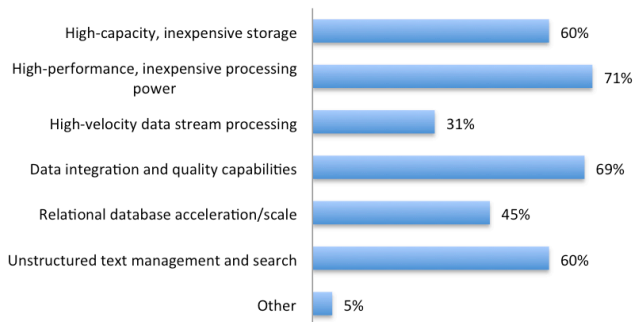 High-capacity, inexpensive storage 60%
High-performance, inexpensive processing
power 71%
High-velocity data stream processing 31%
Data integration and quality capabilities 69%
Relational database acceleration/scale 45%
Unstructured text management and search 60%
Other 5%